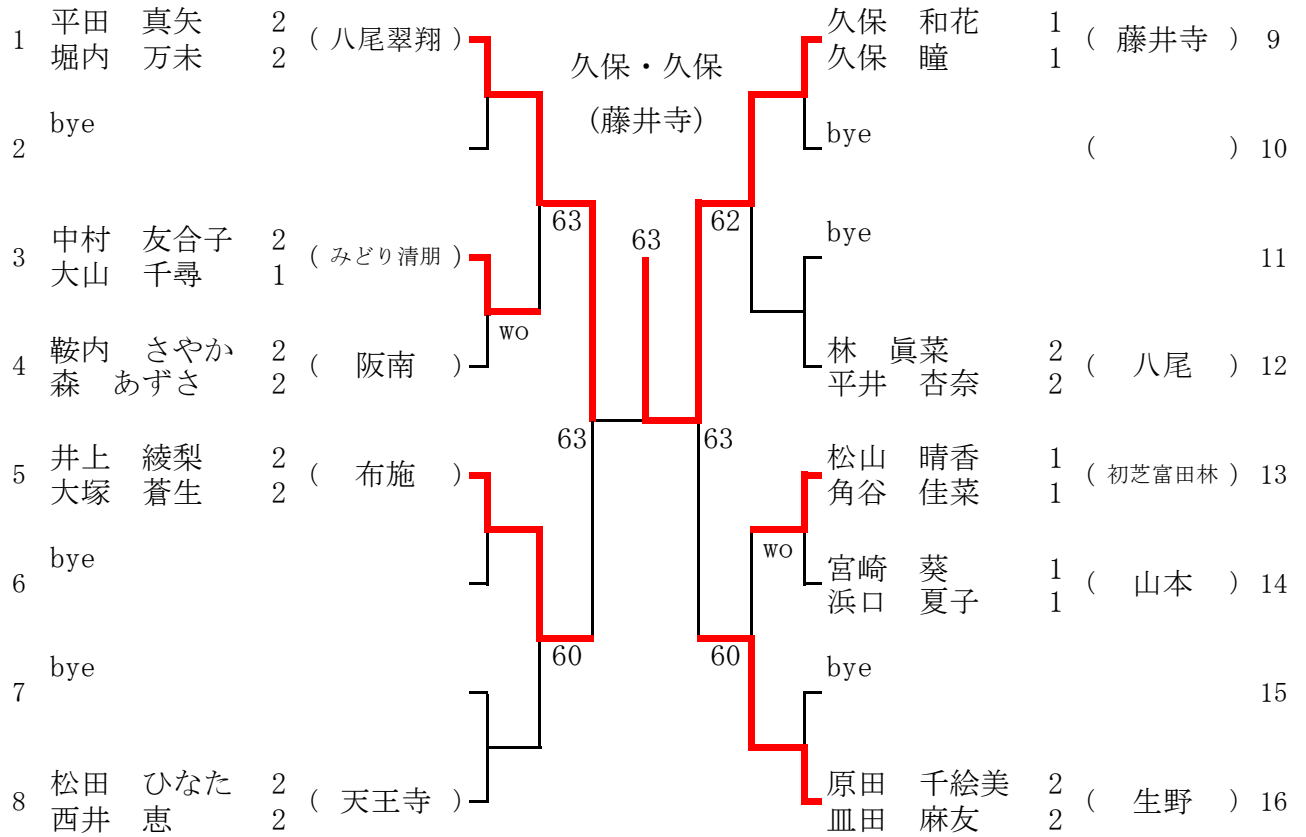 1 平田 真矢 2 ( 八尾翠翔 )
堀内 万未 2
2 bye
3 中村 友合子 2 ( みどり清朋 )
大山 千尋 1
wo
4 鞍内 さやか 2 ( 阪南 )
森 あずさ 2
5 井上 綾梨 2 ( 布施 )
大塚 蒼生 2
6 bye
7 bye
8 松田 ひなた 2 ( 天王寺 )
西井 恵 2
63
63
60
久保・久保
(藤井寺)
63
62
63
60
久保 和花 1 ( 藤井寺 ) 9
久保 瞳 1
bye ( ) 10
bye 11
林 眞菜 2 ( 八尾 ) 12
平井 杏奈 2
松山 晴香 1 ( 初芝富田林 ) 13
角谷 佳菜 1
wo
宮崎 葵 1 ( 山本 ) 14
浜口 夏子 1
bye 15
原田 千絵美 2 ( 生野 ) 16
皿田 麻友 2